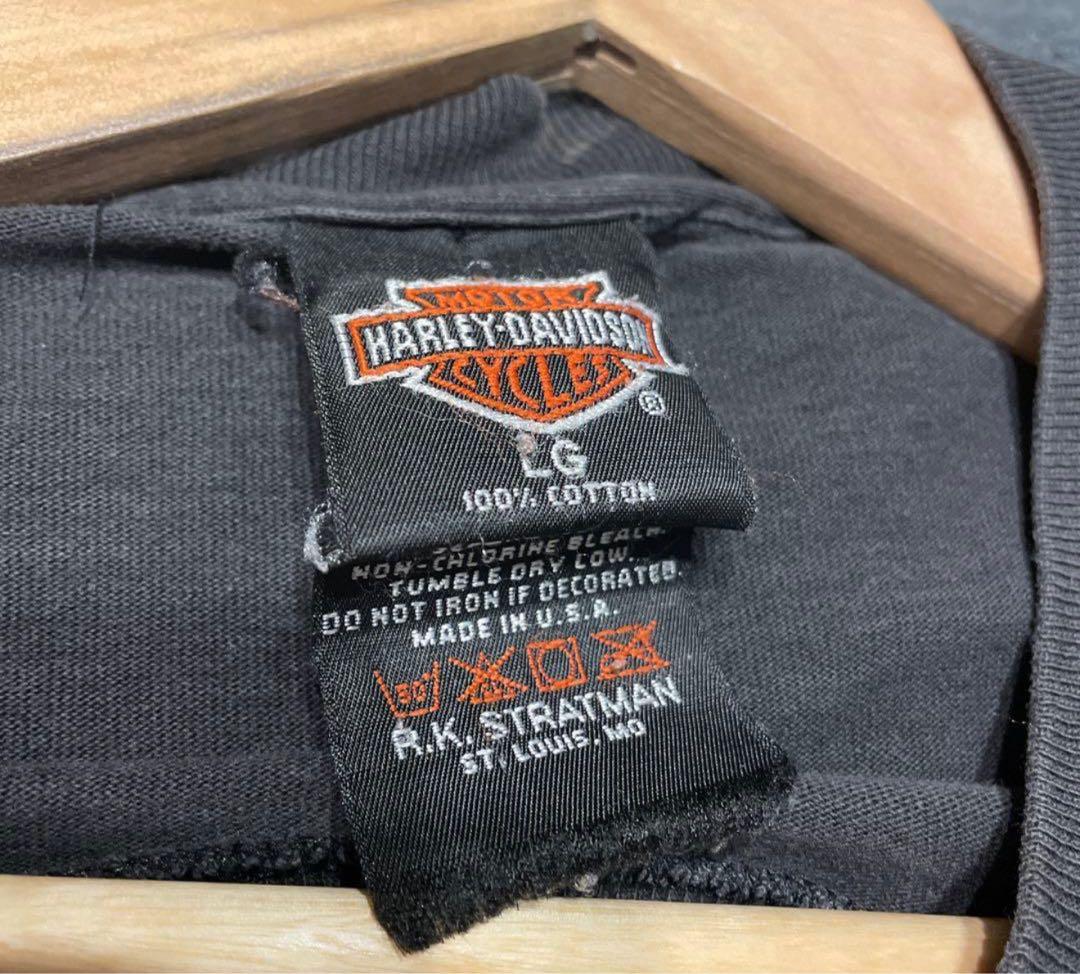 MOTOR
HARLEY-DAVIDSON
CYCLES
®
LG
100% COTTON
NON-CHLORINE BLEACH.
TUMBLE DRY LOW.
DO NOT IRON IF DECORATED.
MADE IN U.S.A.
30
R.K. STRATMAN
ST. LOUIS, MO